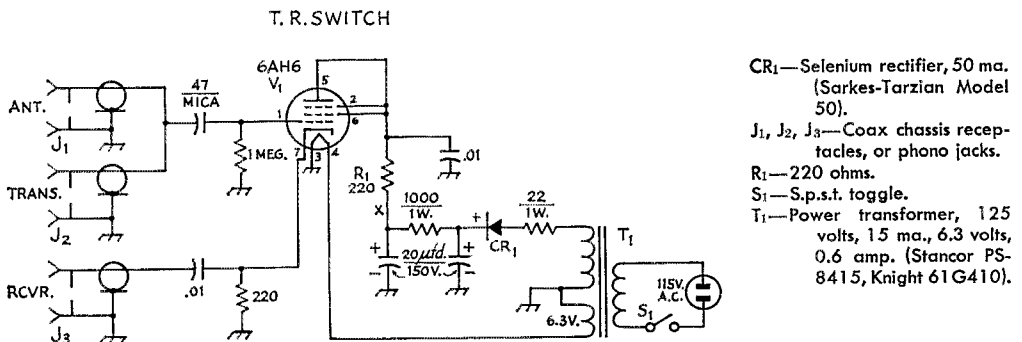 T.R. SWITCH
6AH6
V1
5
2
6
1
7
3
4
47
MICA
ANT.
J1
TRANS.
J2
RCVR.
J3
1 MEG.
.01
R1
220
X
1000
1W.
22
1W.
+
+
CR1
20µfd.
150V.
-
-
.01
220
T1
6.3V.
115V.
A.C.
S1
CR1—Selenium rectifier, 50 ma.
(Sarkes-Tarzian Model
50).
J1, J2, J3—Coax chassis recep-
tacles, or phono jacks.
R1—220 ohms.
S1—S.p.s.t. toggle.
T1—Power transformer, 125
volts, 15 ma., 6.3 volts,
0.6 amp. (Stancor PS-
8415, Knight 61G410).